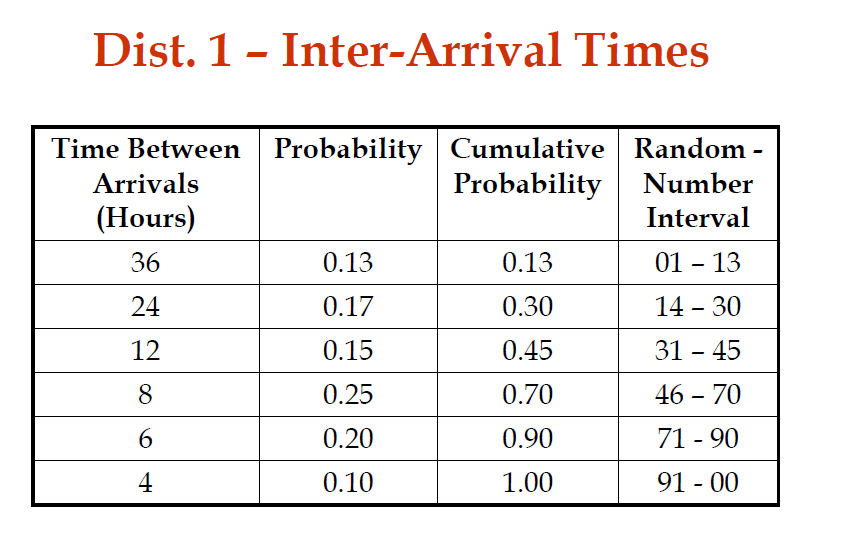 Dist. 1 – Inter-Arrival Times
Time Between Arrivals (Hours) Probability Cumulative Probability Random - Number Interval
36 0.13 0.13 01 – 13
24 0.17 0.30 14 – 30
12 0.15 0.45 31 – 45
8 0.25 0.70 46 – 70
6 0.20 0.90 71 - 90
4 0.10 1.00 91 - 00